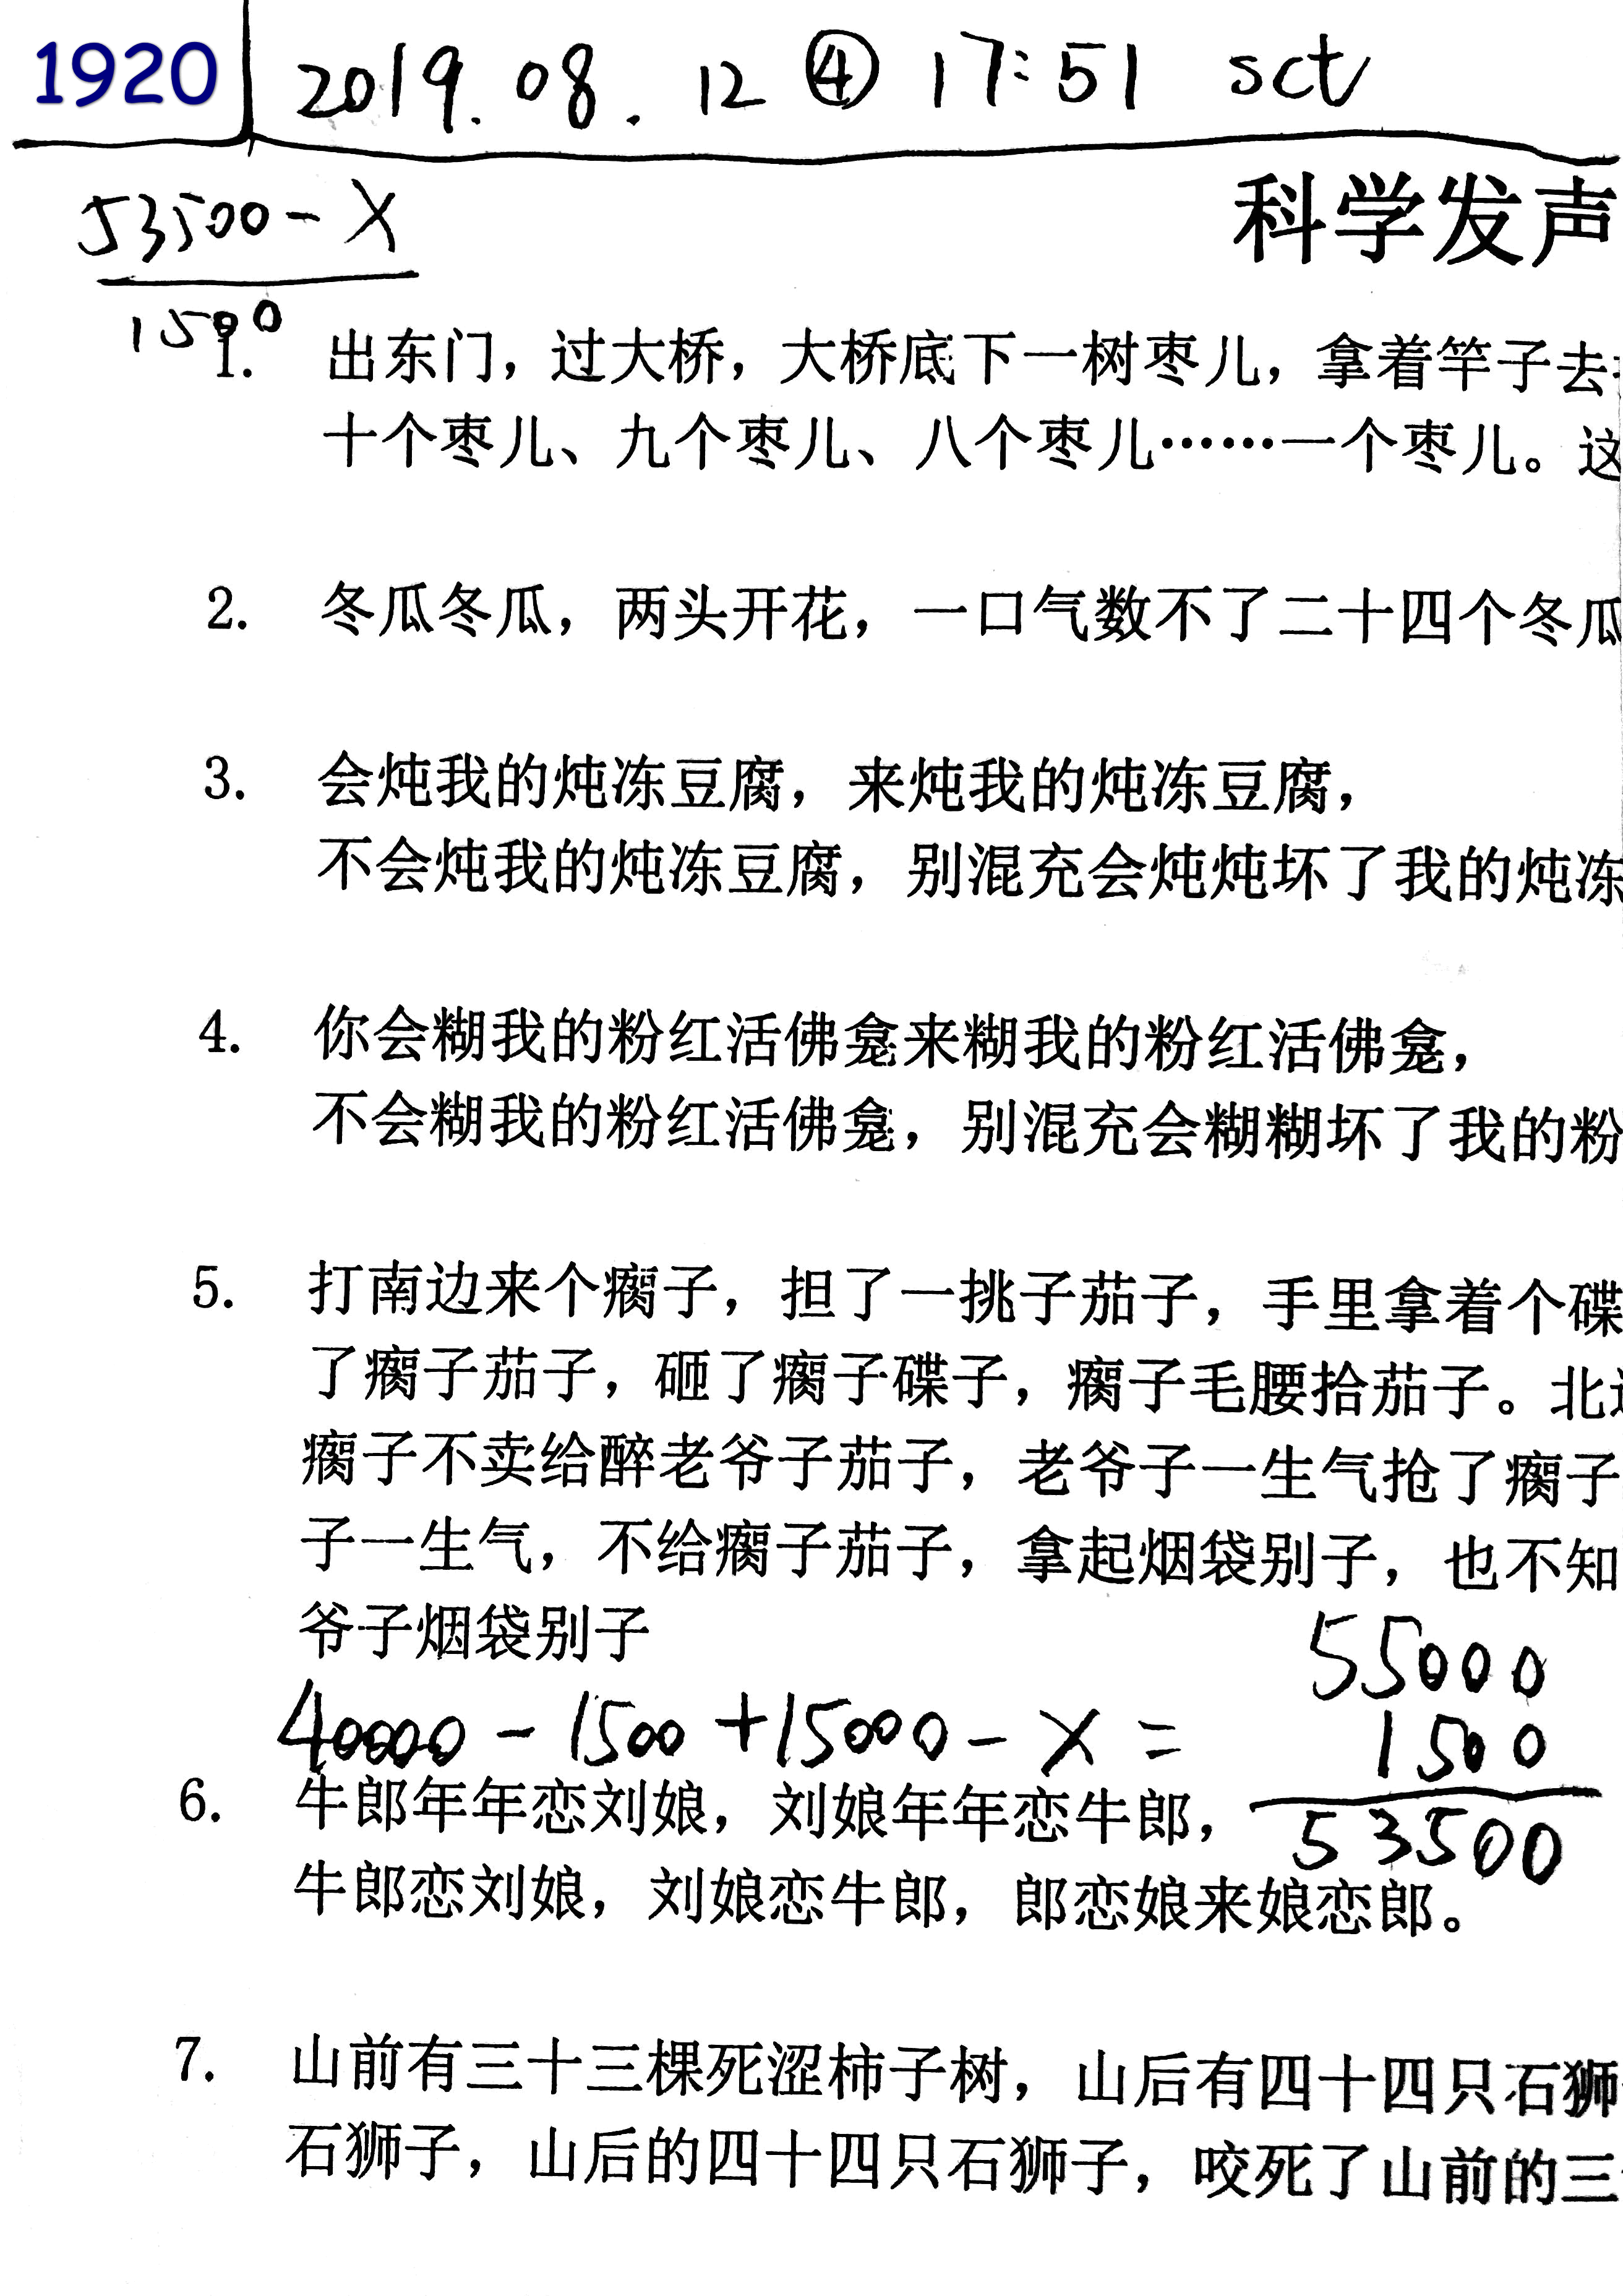 1920
2019.08.12 ④ 17:51 sct
53500-X
1500
科学发声
1. 出东门，过大桥，大桥底下一树枣儿，拿着竿子去
十个枣儿、九个枣儿、八个枣儿……一个枣儿。这
2. 冬瓜冬瓜，两头开花，一口气数不了二十四个冬瓜
3. 会炖我的炖冻豆腐，来炖我的炖冻豆腐，
不会炖我的炖冻豆腐，别混充会炖炖坏了我的炖冻
4. 你会糊我的粉红活佛龛来糊我的粉红活佛龛，
不会糊我的粉红活佛龛，别混充会糊糊坏了我的粉
5. 打南边来个瘸子，担了一挑子茄子，手里拿着个碟
了瘸子茄子，砸了瘸子碟子，瘸子毛腰拾茄子。北
瘸子不卖给醉老爷子茄子，老爷子一生气抢了瘸子
子一生气，不给瘸子茄子，拿起烟袋别子，也不知
爷子烟袋别子
55000
40000-1500+15000-X=
1500
53500
6. 牛郎年年恋刘娘，刘娘年年恋牛郎，
牛郎恋刘娘，刘娘恋牛郎，郎恋娘来娘恋郎。
7. 山前有三十三棵死涩柿子树，山后有四十四只石狮
石狮子，山后的四十四只石狮子，咬死了山前的三